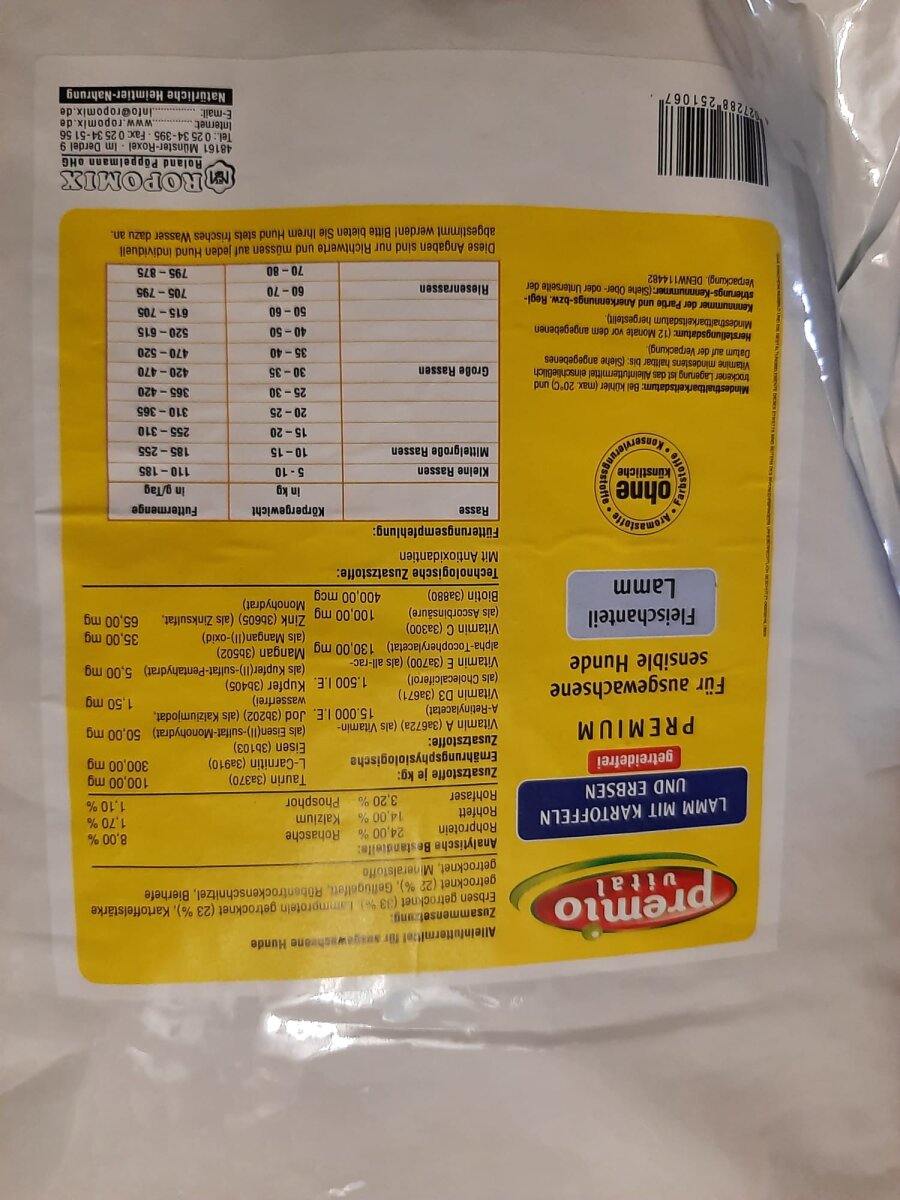 premio
vital
LAMM MIT KARTOFFELN
UND ERBSEN
getreidefrei
PREMIUM
Für ausgewachsene
sensible Hunde
Fleischanteil
Lamm
Aromastoffe • Farbstoffe • Konservierungsstoffe •
ohne
künstliche
Mindesthaltbarkeitsdatum: Bei kühler (max. 20°C) und
trockener Lagerung ist das Alleinfuttermittel einschließlich
Vitamine mindestens haltbar bis: (Siehe angegebenes
Datum auf der Verpackung).
Herstellungsdatum: (12 Monate vor dem angegebenen
Mindesthaltbarkeitsdatum hergestellt).
Kennnummer der Partie und Anerkennungs-bzw. Regi-
strierungs-Kennnummer: (Siehe Ober- oder Unterseite der
Verpackung). DENW114482
Alleinfuttermittel für ausgewachsene Hunde
Zusammensetzung:
Erbsen getrocknet (33 %), Lammprotein getrocknet (23 %), Kartoffelstärke
getrocknet (22 %), Geflügelfett, Rübentrockenschnitzel, Bierhefe
getrocknet, Mineralstoffe
Analytische Bestandteile:
Rohprotein 24,00 % Rohasche 8,00 %
Rohfett 14,00 % Kalzium 1,70 %
Rohfaser 3,20 % Phosphor 1,10 %
Zusatzstoffe je kg:
Ernährungsphysiologische
Zusatzstoffe:
Vitamin A (3a672a) (als Vitamin-
A-Retinylacetat) 15.000 I.E.
Vitamin D3 (3a671)
(als Cholecalciferol) 1.500 I.E.
Vitamin E (3a700) (als all-rac-
alpha-Tocopherylacetat) 130,00 mg
Vitamin C (3a300)
(als Ascorbinsäure) 100,00 mg
Biotin (3a880) 400,00 mcg
Taurin (3a370) 100,00 mg
L-Carnitin (3a910) 300,00 mg
Eisen (3b103)
(als Eisen(II)-sulfat-Monohydrat) 50,00 mg
Jod (3b202) (als Kalziumjodat,
wasserfrei) 1,50 mg
Kupfer (3b405)
(als Kupfer(II)-sulfat-Pentahydrat) 5,00 mg
Mangan (3b502)
(als Mangan(II)-oxid) 35,00 mg
Zink (3b605) (als Zinksulfat,
Monohydrat) 65,00 mg
Technologische Zusatzstoffe:
Mit Antioxidantien
Fütterungsempfehlung:
Rasse Körpergewicht Futtermenge
in kg in g/Tag
Kleine Rassen 5 - 10 110 – 185
Mittelgroße Rassen 10 – 15 185 – 255
15 – 20 255 – 310
20 – 25 310 – 365
25 – 30 365 – 420
Große Rassen 30 – 35 420 – 470
35 – 40 470 – 520
40 – 50 520 – 615
50 – 60 615 – 705
Riesenrassen 60 – 70 705 – 795
70 – 80 795 – 875
Diese Angaben sind nur Richtwerte und müssen auf jeden Hund individuell
abgestimmt werden! Bitte bieten Sie Ihrem Hund stets frisches Wasser dazu an.
027288 251067
ROPOMIX
Roland Pöppelmann oHG
48161 Münster-Roxel · Im Derdel 9
Tel.: 0 25 34-395 · Fax: 0 25 34-51 56
Internet: ..........www.ropomix.de
E-mail: ...........info@ropomix.de
Natürliche Heimtier-Nahrung